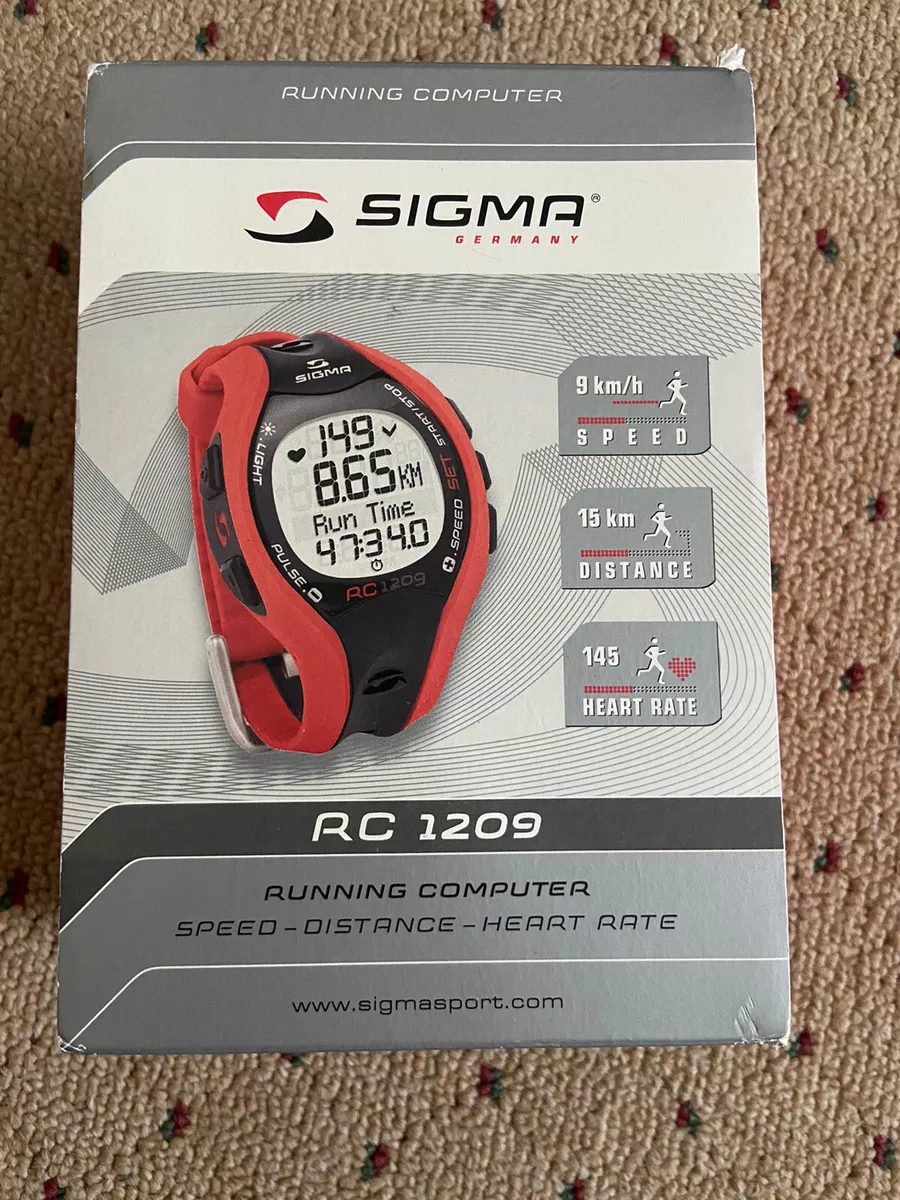 RUNNING COMPUTER
SIGMA®
GERMANY
SIGMA
LIGHT
START/STOP
SET
SPEED
PULSE
149
8.65 KM
Run Time
47:34.0
RC 1209
9 km/h
SPEED
15 km
DISTANCE
145
HEART RATE
RC 1209
RUNNING COMPUTER
SPEED – DISTANCE – HEART RATE
www.sigmasport.com